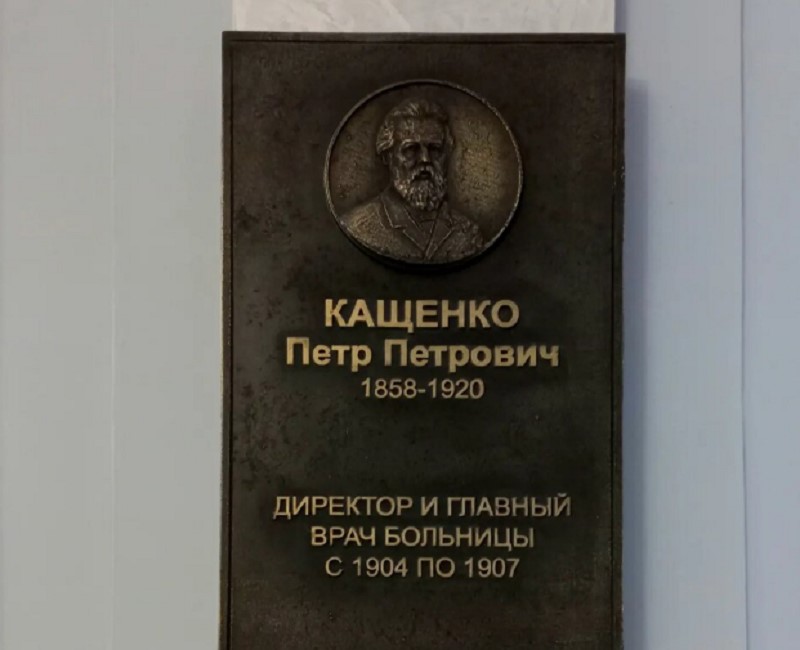 КАЩЕНКО
Петр Петрович
1858-1920
ДИРЕКТОР И ГЛАВНЫЙ
ВРАЧ БОЛЬНИЦЫ
С 1904 ПО 1907